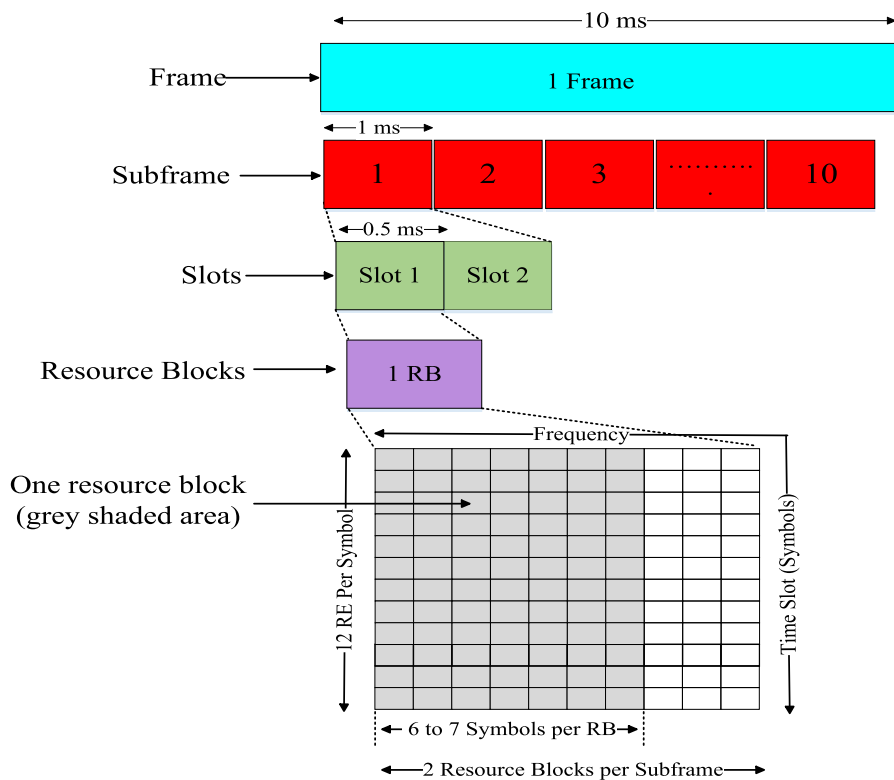 10 ms
Frame
1 Frame
1 ms
Subframe
1
2
3
..........
.
10
0.5 ms
Slots
Slot 1
Slot 2
Resource Blocks
1 RB
Frequency
One resource block
(grey shaded area)
12 RE Per Symbol
Time Slot (Symbols)
6 to 7 Symbols per RB
2 Resource Blocks per Subframe